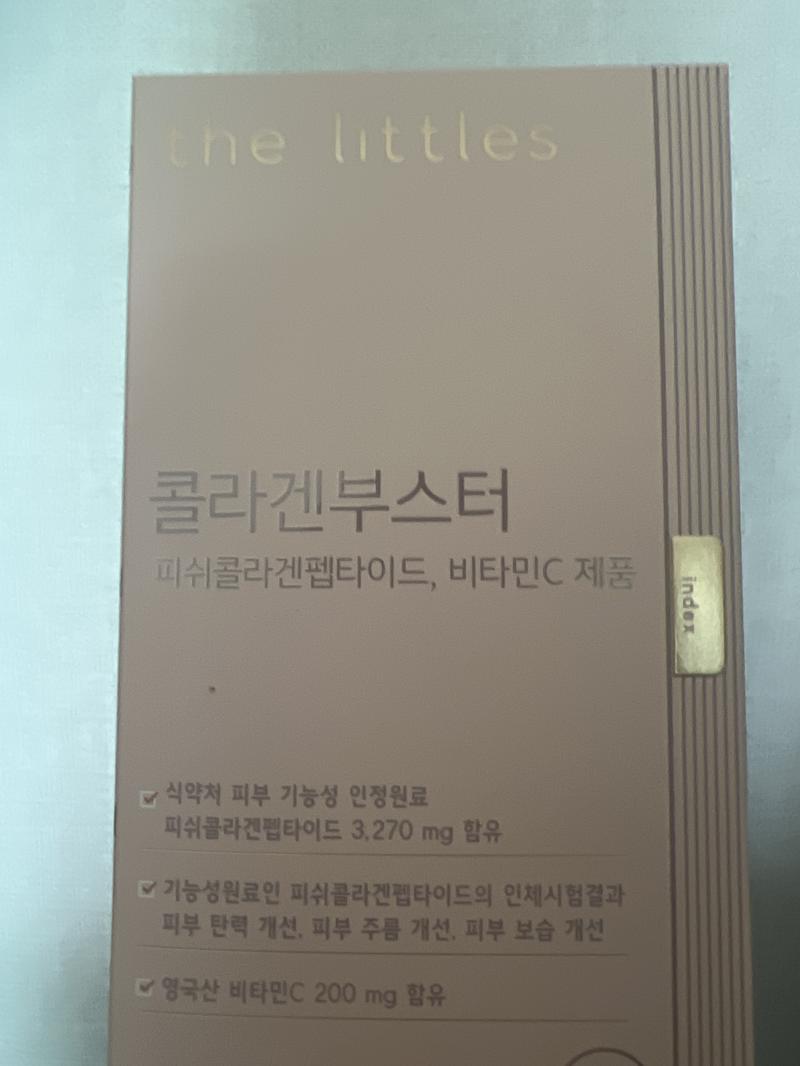 the littles
콜라겐부스터
피쉬콜라겐펩타이드, 비타민C 제품
index
식약처 피부 기능성 인정원료
피쉬콜라겐펩타이드 3,270 mg 함유
기능성원료인 피쉬콜라겐펩타이드의 인체시험결과
피부 탄력 개선, 피부 주름 개선, 피부 보습 개선
영국산 비타민C 200 mg 함유